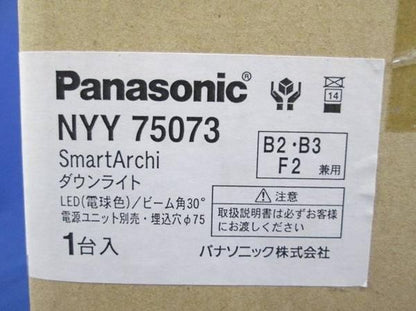 Panasonic®
14
NYY 75073
SmartArchi
B2・B3
F2 兼用
ダウンライト
LED(電球色)/ビーム角30°
電源ユニット別売・埋込穴φ75
⚠注意
取扱説明書は必ずお客様
にお渡しください。
1台入
パナソニック株式会社